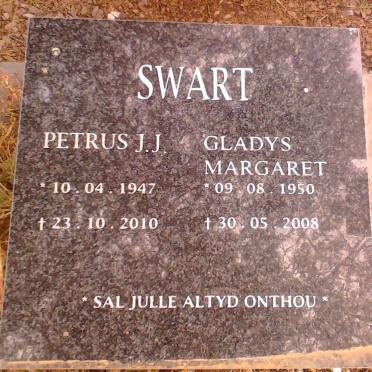 SWART
PETRUS J.J.
* 10 . 04 . 1947
† 23 . 10 . 2010
GLADYS
MARGARET
* 09 . 08 . 1950
† 30 . 05 . 2008
* SAL JULLE ALTYD ONTHOU *